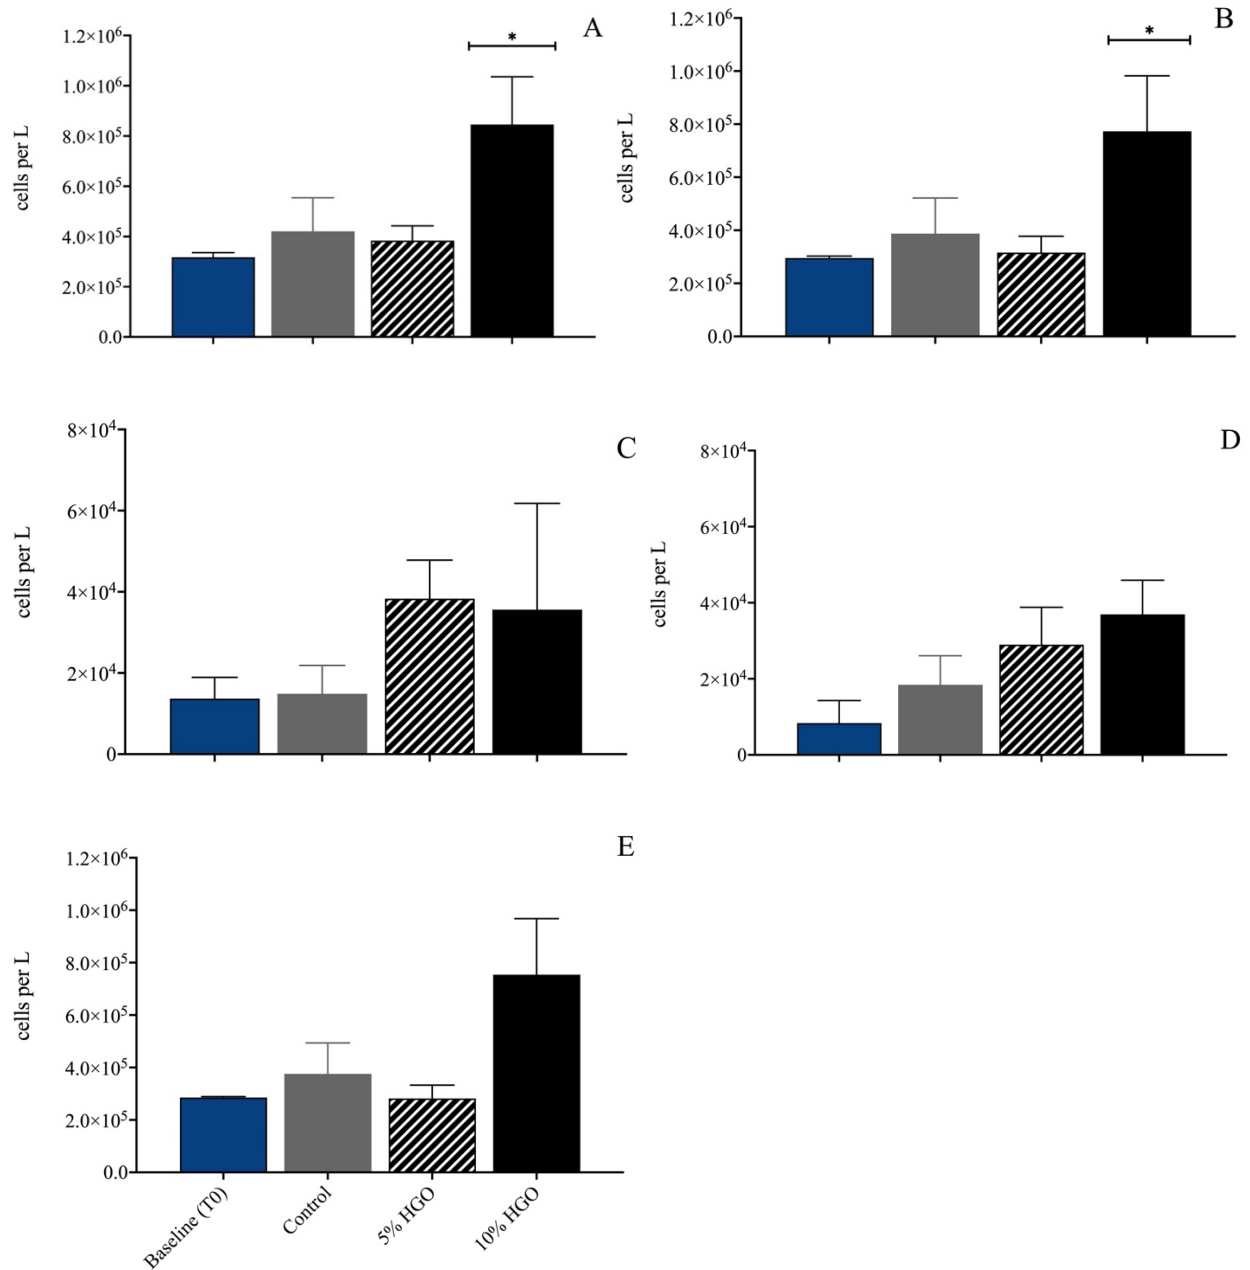 A
cells per L
1.2×10⁶
1.0×10⁶
8.0×10⁵
6.0×10⁵
4.0×10⁵
2.0×10⁵
0.0
*
B
cells per L
1.2×10⁶
1.0×10⁶
8.0×10⁵
6.0×10⁵
4.0×10⁵
2.0×10⁵
0.0
*
C
cells per L
8×10⁴
6×10⁴
4×10⁴
2×10⁴
0
D
cells per L
8×10⁴
6×10⁴
4×10⁴
2×10⁴
0
E
cells per L
1.2×10⁶
1.0×10⁶
8.0×10⁵
6.0×10⁵
4.0×10⁵
2.0×10⁵
0.0
Baseline (T0)
Control
5% HGO
10% HGO